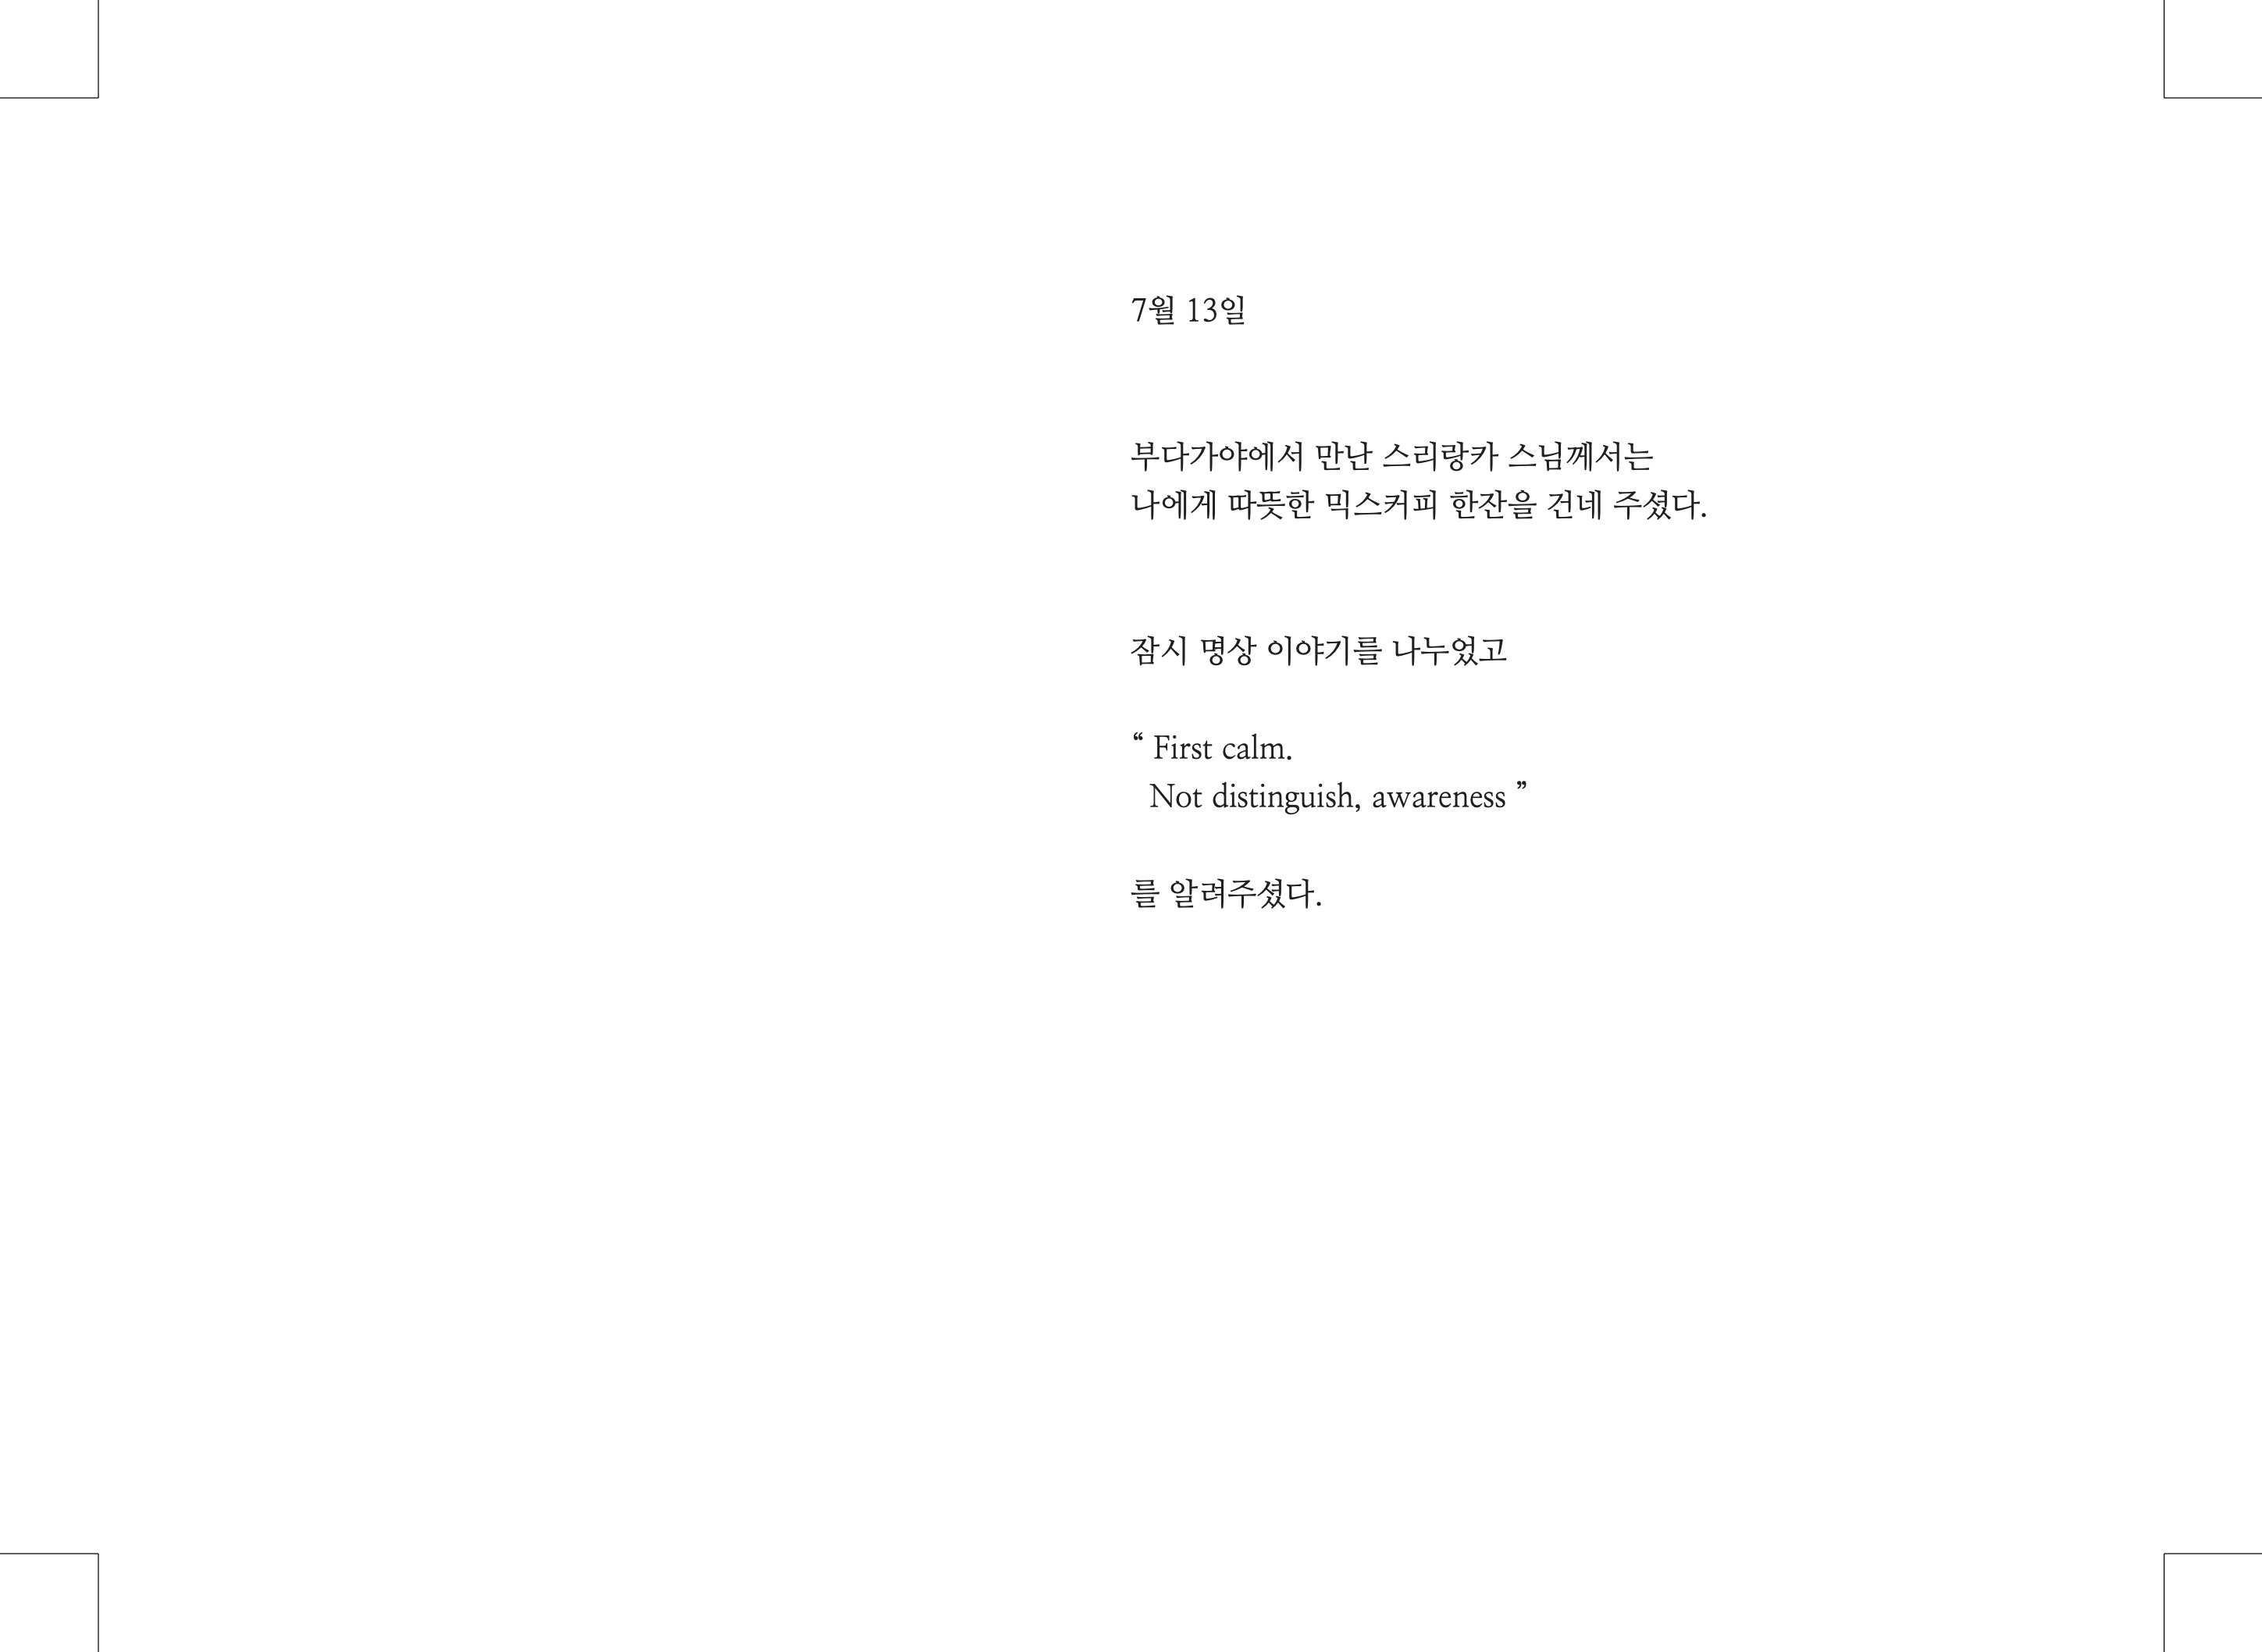 7월 13일
부다가야에서 만난 스리랑카 스님께서는
나에게 따뜻한 믹스커피 한잔을 건네 주셨다.
잠시 명상 이야기를 나누었고
“ First calm.
Not distinguish, awareness ”
를 알려주셨다.